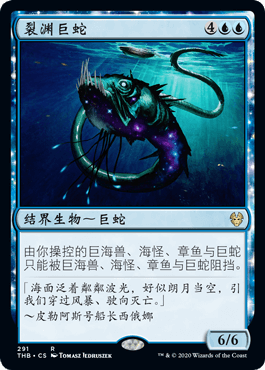 裂渊巨蛇 4
结界生物～巨蛇
由你操控的巨海兽、海怪、章鱼与巨蛇
只能被巨海兽、海怪、章鱼与巨蛇阻挡。
「海面泛着粼粼波光，好似朗月当空，引
我们穿过风暴、驶向灭亡。」
～皮勒阿斯号船长西俄娜
6/6
291 R
THB • CS TOMASZ JEDRUSZEK
™ & © 2020 Wizards of the Coast